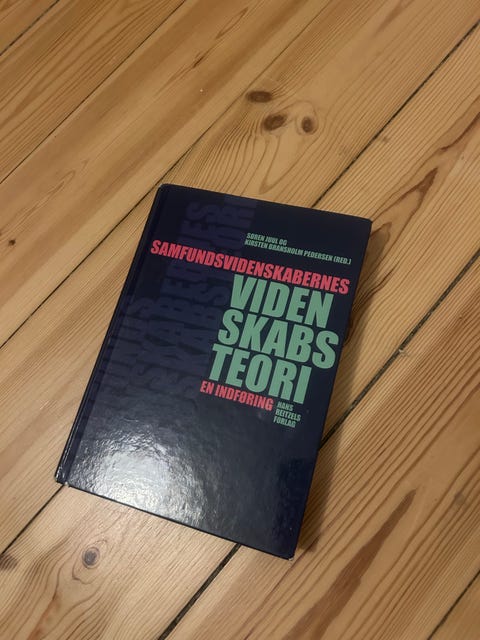 SØREN JUUL OG
KIRSTEN BRANSHOLM PEDERSEN (RED.)
SAMFUNDSVIDENSKABERNES
VIDEN
SKABS
TEORI
EN INDFØRING
HANS
REITZELS
FORLAG